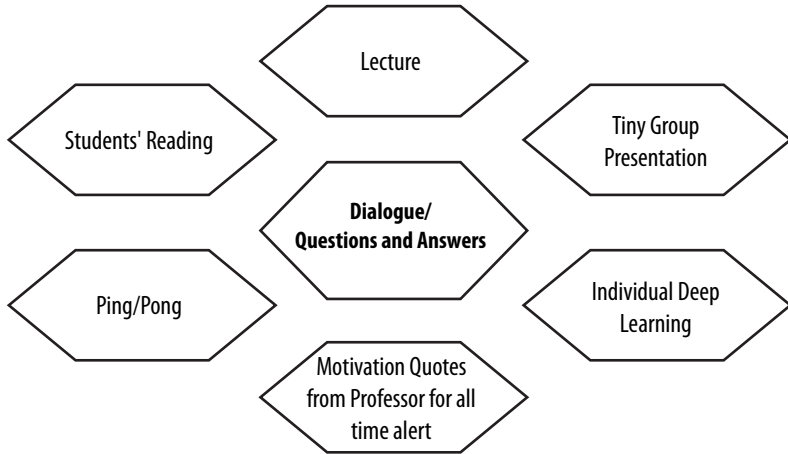 Lecture
Students' Reading
Tiny Group
Presentation
Dialogue/
Questions and Answers
Ping/Pong
Individual Deep
Learning
Motivation Quotes
from Professor for all
time alert